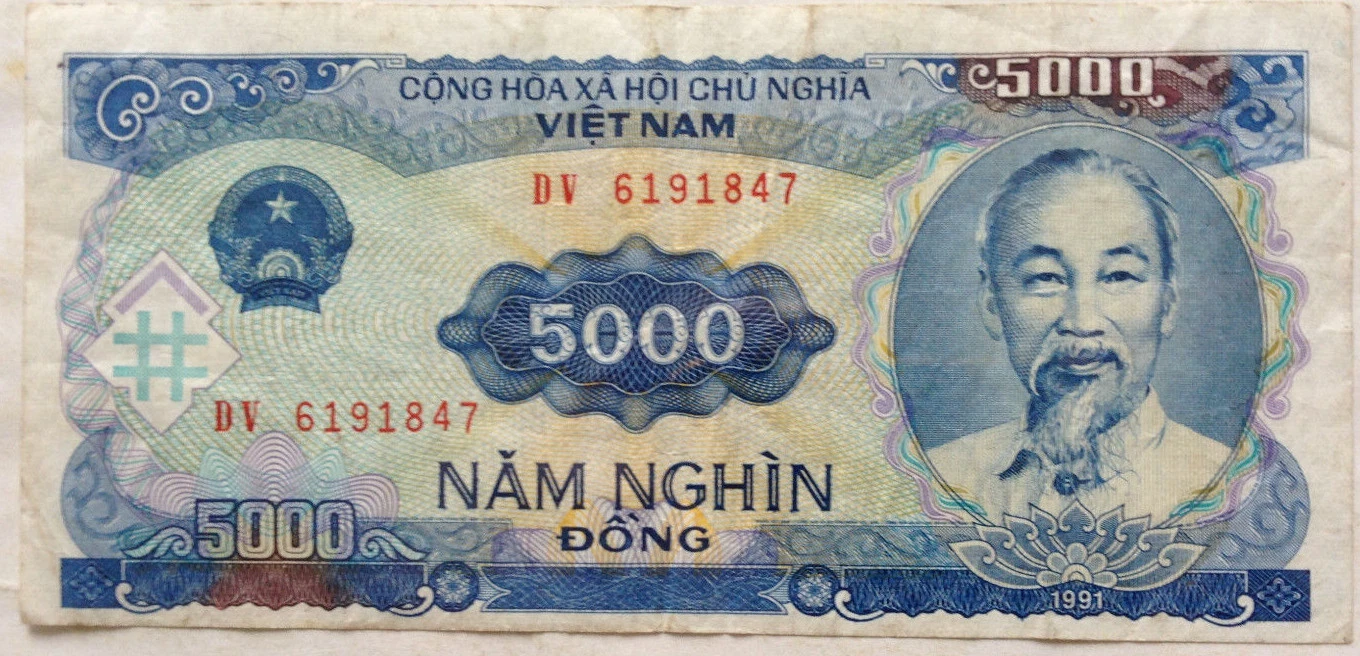 CỘNG HÒA XÃ HỘI CHỦ NGHĨA
VIỆT NAM
5000
DV 6191847
5000
DV 6191847
NĂM NGHÌN
ĐỒNG
5000
1991